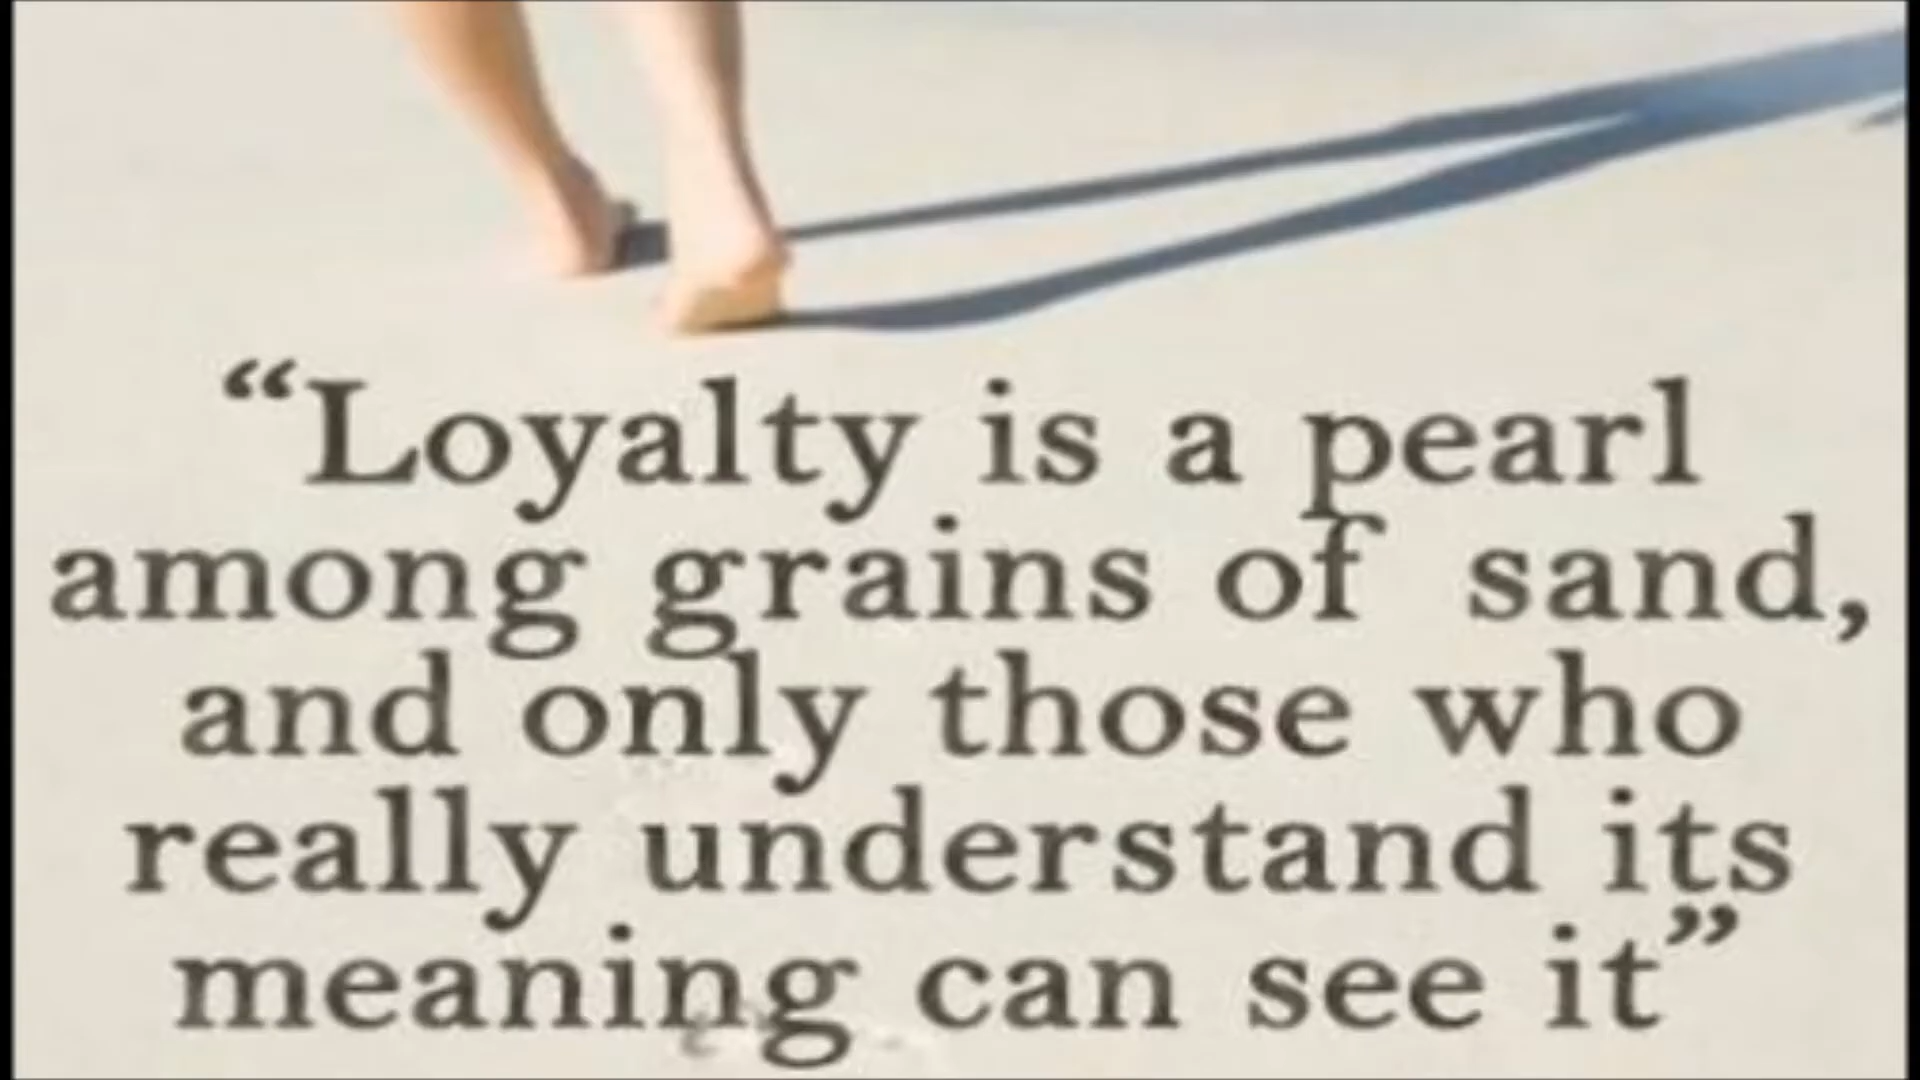 “Loyalty is a pearl
among grains of sand,
and only those who
really understand its
meaning can see it”